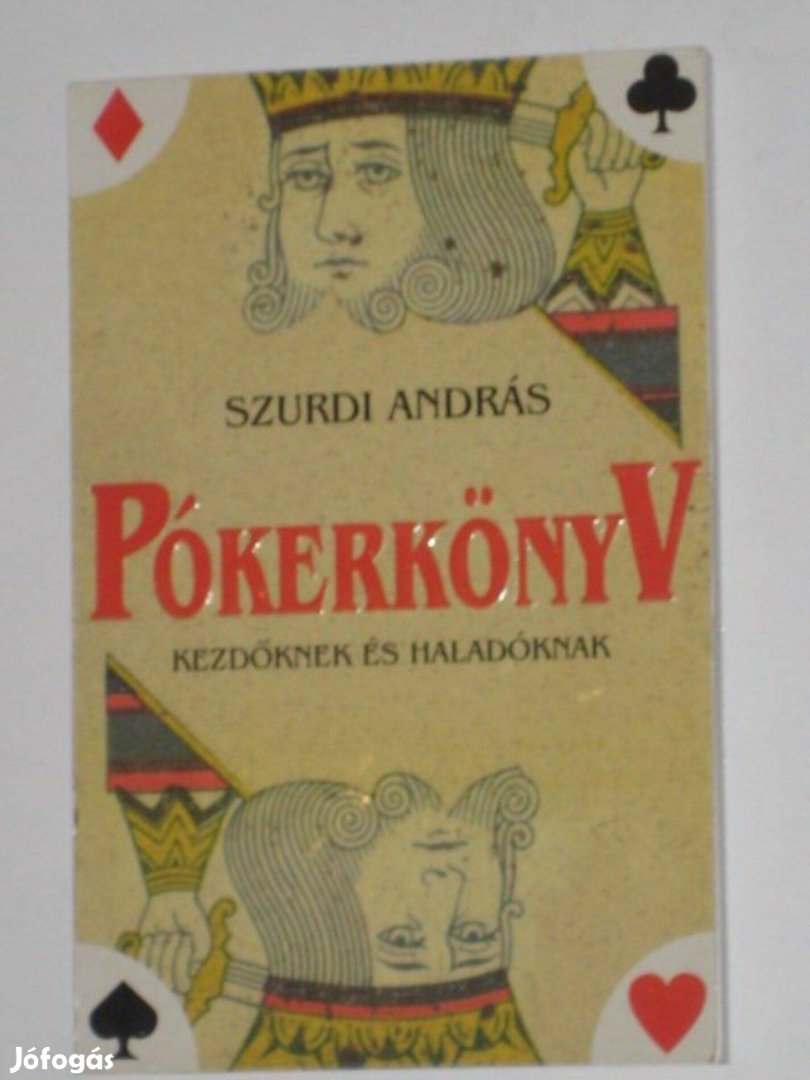 SZURDI ANDRÁS
PÓKERKÖNYV
KEZDŐKNEK ÉS HALADÓKNAK
Jófogás